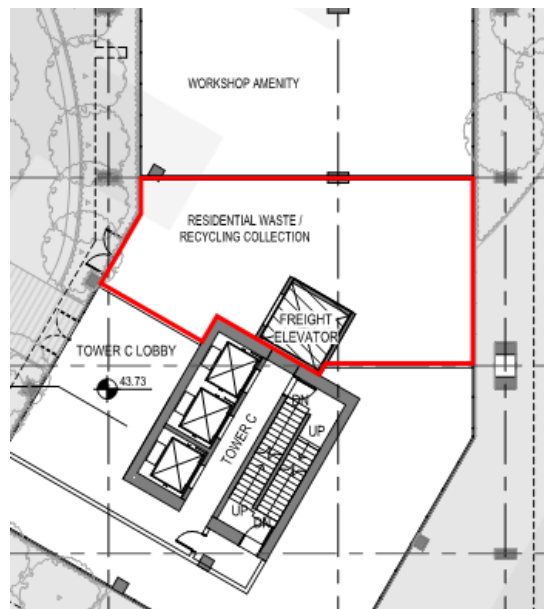 WORKSHOP AMENITY
RESIDENTIAL WASTE /
RECYCLING COLLECTION
FREIGHT
ELEVATOR
TOWER C LOBBY
43.73
TOWER C
DN
UP
UP
DN